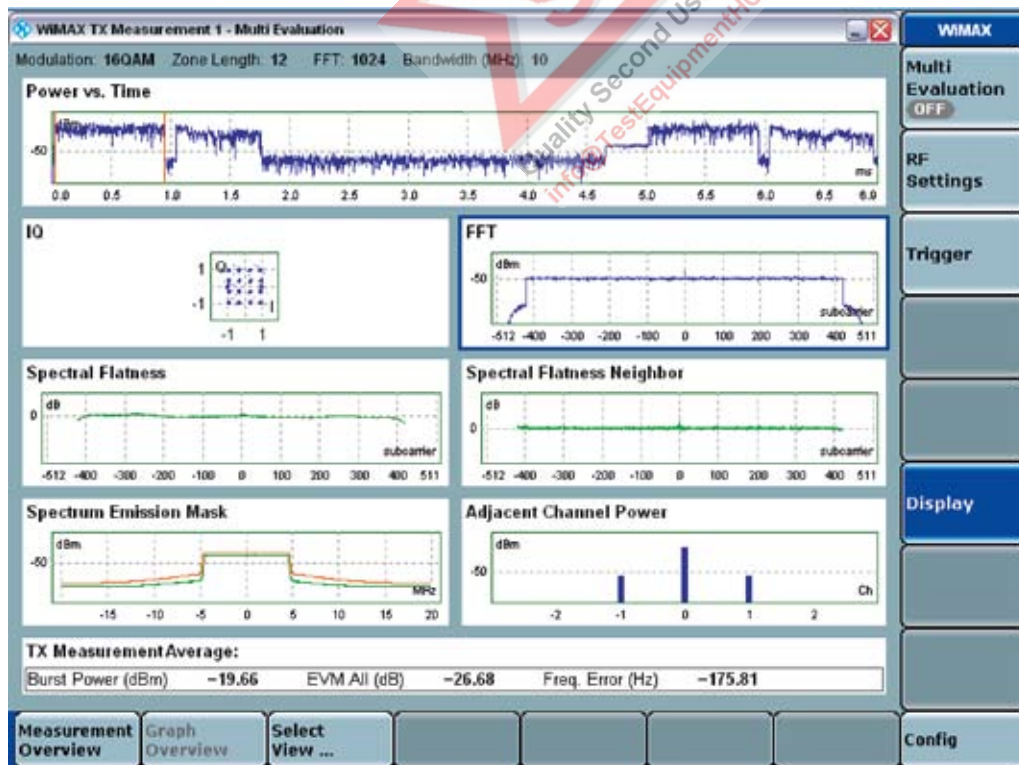 WiMAX TX Measurement 1 - Multi Evaluation
WiMAX
Modulation: 16QAM Zone Length: 12 FFT: 1024 Bandwidth (MHz): 10
Multi Evaluation
OFF
RF Settings
Trigger
Display
Config
Power vs. Time
dBm
-50
ms
0.0 0.5 1.0 1.5 2.0 2.5 3.0 3.5 4.0 4.5 5.0 5.5 6.0 6.5 6.9
IQ
1 Q
-1 I
-1 1
FFT
dBm
-50
subcarrier
-512 -400 -300 -200 -100 0 100 200 300 400 511
Spectral Flatness
dB
0
subcarrier
-512 -400 -300 -200 -100 0 100 200 300 400 511
Spectral Flatness Neighbor
dB
0
subcarrier
-512 -400 -300 -200 -100 0 100 200 300 400 511
Spectrum Emission Mask
dBm
-50
MHz
-15 -10 -5 0 5 10 15 20
Adjacent Channel Power
dBm
-50
Ch
-2 -1 0 1 2
TX Measurement Average:
Burst Power (dBm) -19.66 EVM All (dB) -26.68 Freq. Error (Hz) -175.81
Measurement Overview
Graph Overview
Select View ...
Quality Second